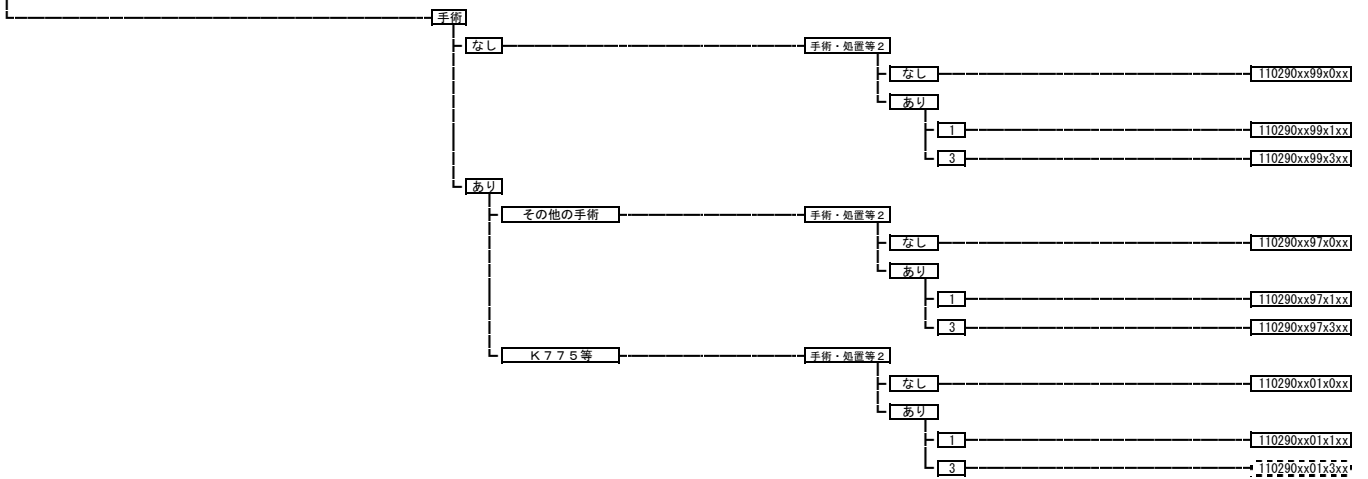 手術
なし 手術・処置等2
なし 110290xx99x0xx
あり
1 110290xx99x1xx
3 110290xx99x3xx
あり
その他の手術 手術・処置等2
なし 110290xx97x0xx
あり
1 110290xx97x1xx
3 110290xx97x3xx
K775等 手術・処置等2
なし 110290xx01x0xx
あり
1 110290xx01x1xx
3 110290xx01x3xx